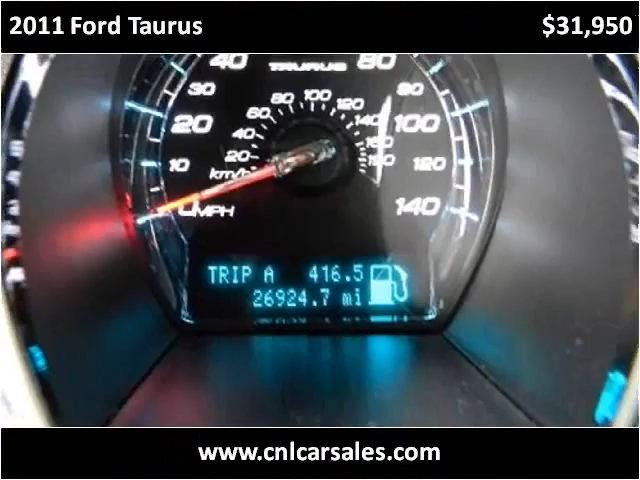 2011 Ford Taurus $31,950
40 TAURUS 80
30 80 100 90
60 120
20 40 140 100
20 160
10 km/h 180 120
MPH 140
TRIP A 416.5
26924.7 mi
www.cnlcarsales.com